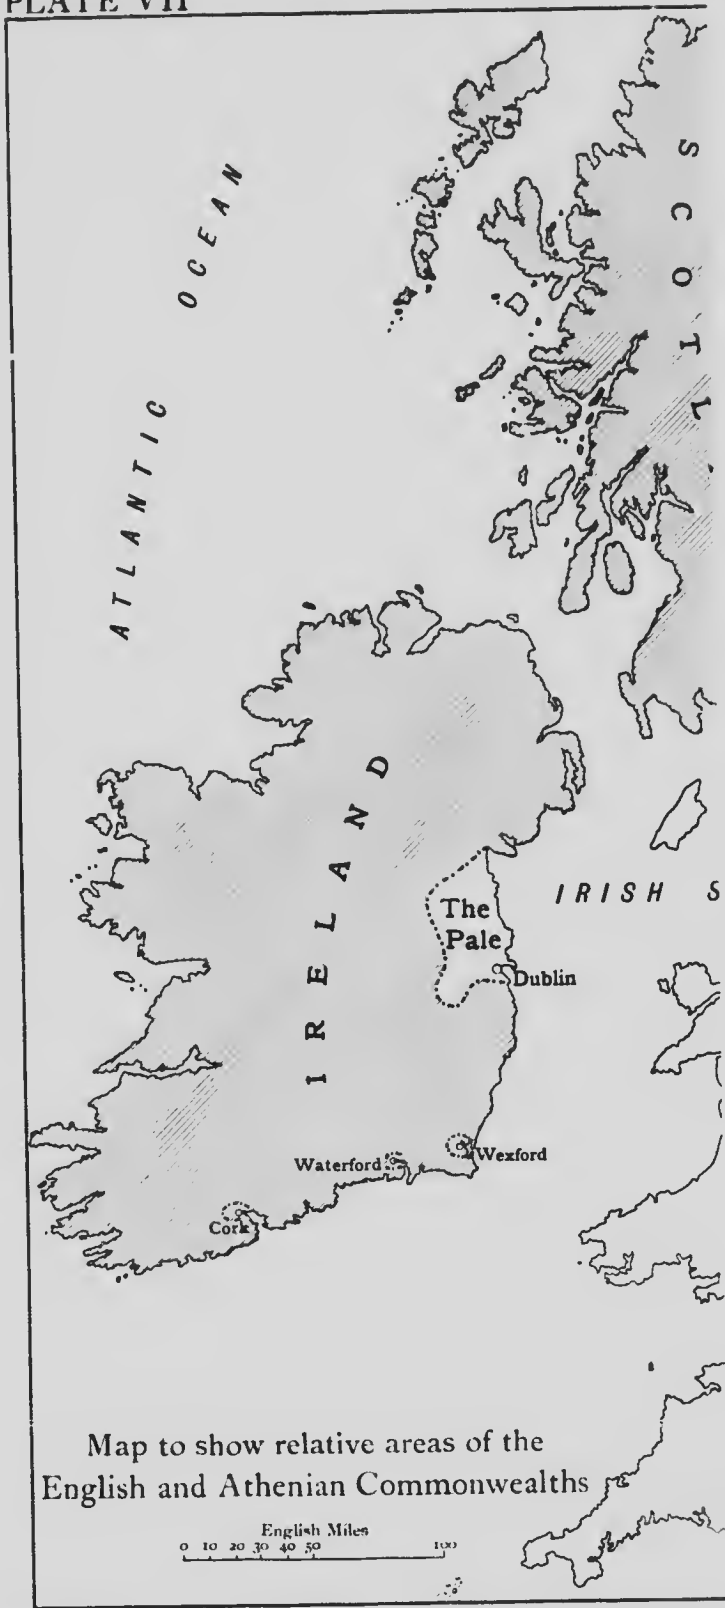 PLATE VII
ATLANTIC OCEAN
SCOTL
IRELAND
The
Pale
IRISH S
Dublin
Waterford
Wexford
Cork
Map to show relative areas of the
English and Athenian Commonwealths
English Miles
0 10 20 30 40 50 100